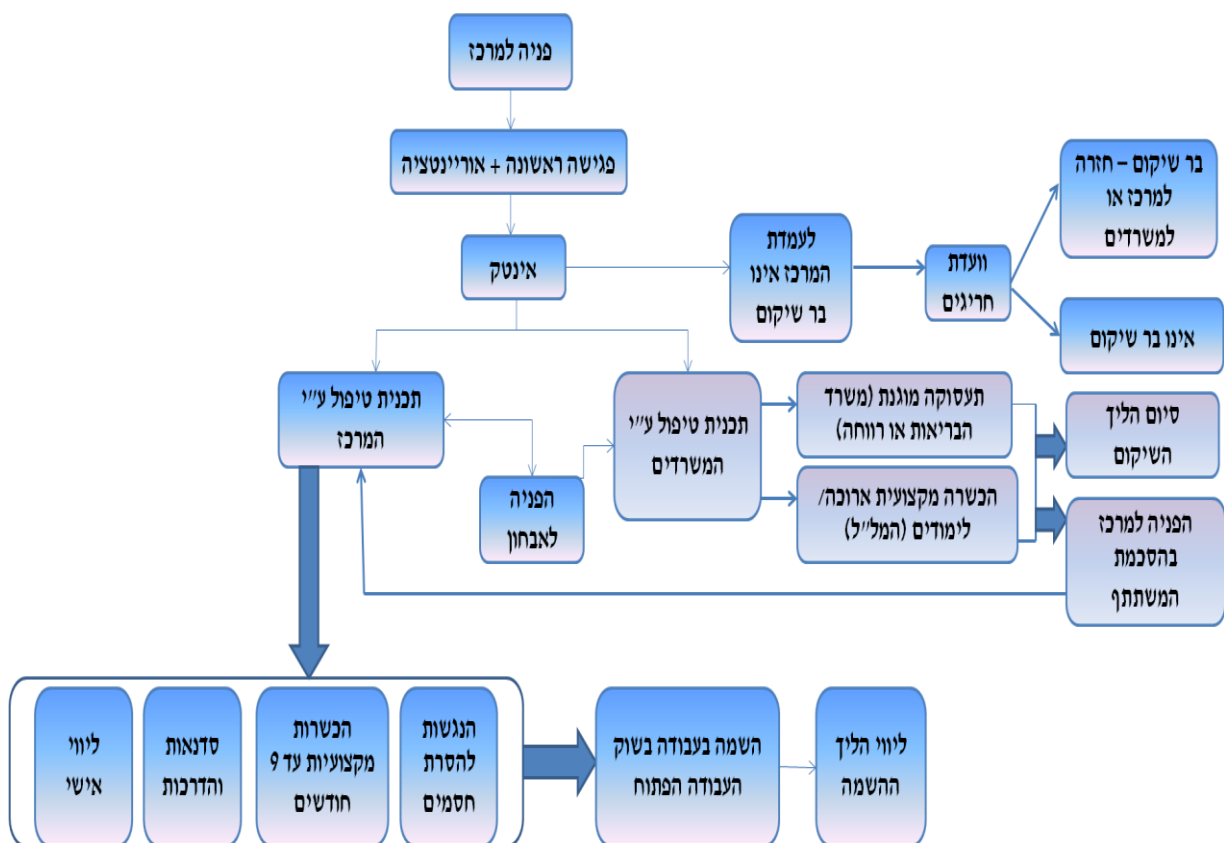 פניה למרכז
פגישה ראשונה + אוריינטציה
אינטק
לעמדת
המרכז אינו
בר שיקום
וועדת
חריגים
בר שיקום – חזרה
למרכז או
למשרדים
אינו בר שיקום
תכנית טיפול ע"י
המרכז
הפניה
לאבחון
תכנית טיפול ע"י
המשרדים
תעסוקה מוגנת (משרד
הבריאות או רווחה)
הכשרה מקצועית ארוכה/
לימודים (המל"ל)
סיום הליך
השיקום
הפניה למרכז
בהסכמת
המשתתף
ליווי
אישי
סדנאות
והדרכות
הכשרות
מקצועיות עד 9
חודשים
הנגשות
להסרת
חסמים
השמה בעבודה בשוק
העבודה הפתוח
ליווי הליך
ההשמה